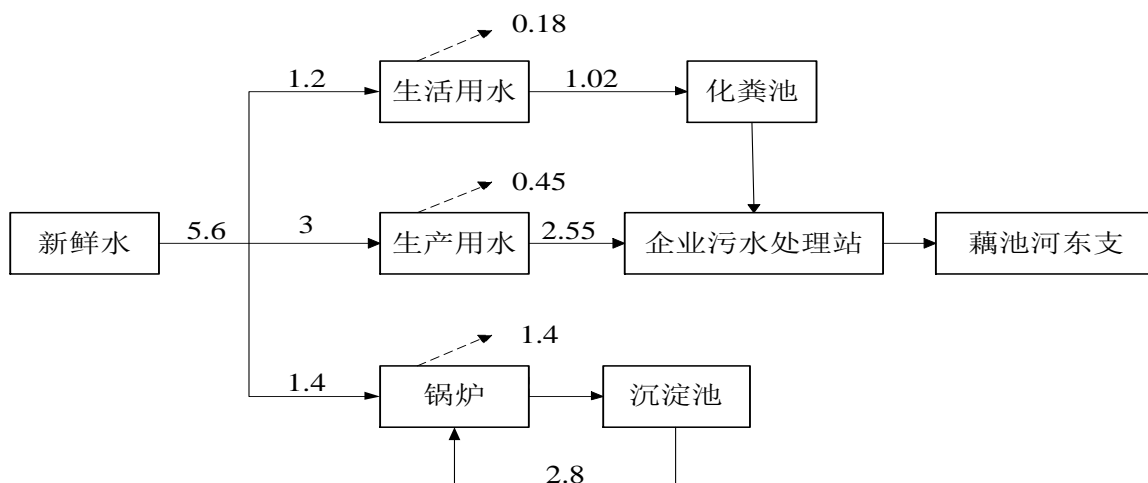 0.18
1.2
生活用水
1.02
化粪池
0.45
新鲜水
5.6
3
生产用水
2.55
企业污水处理站
藕池河东支
1.4
1.4
锅炉
沉淀池
2.8